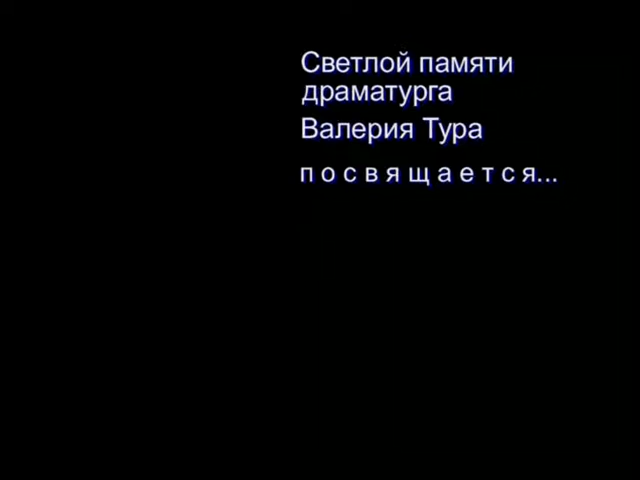 Светлой памяти
драматурга
Валерия Тура
п о с в я щ а е т с я...